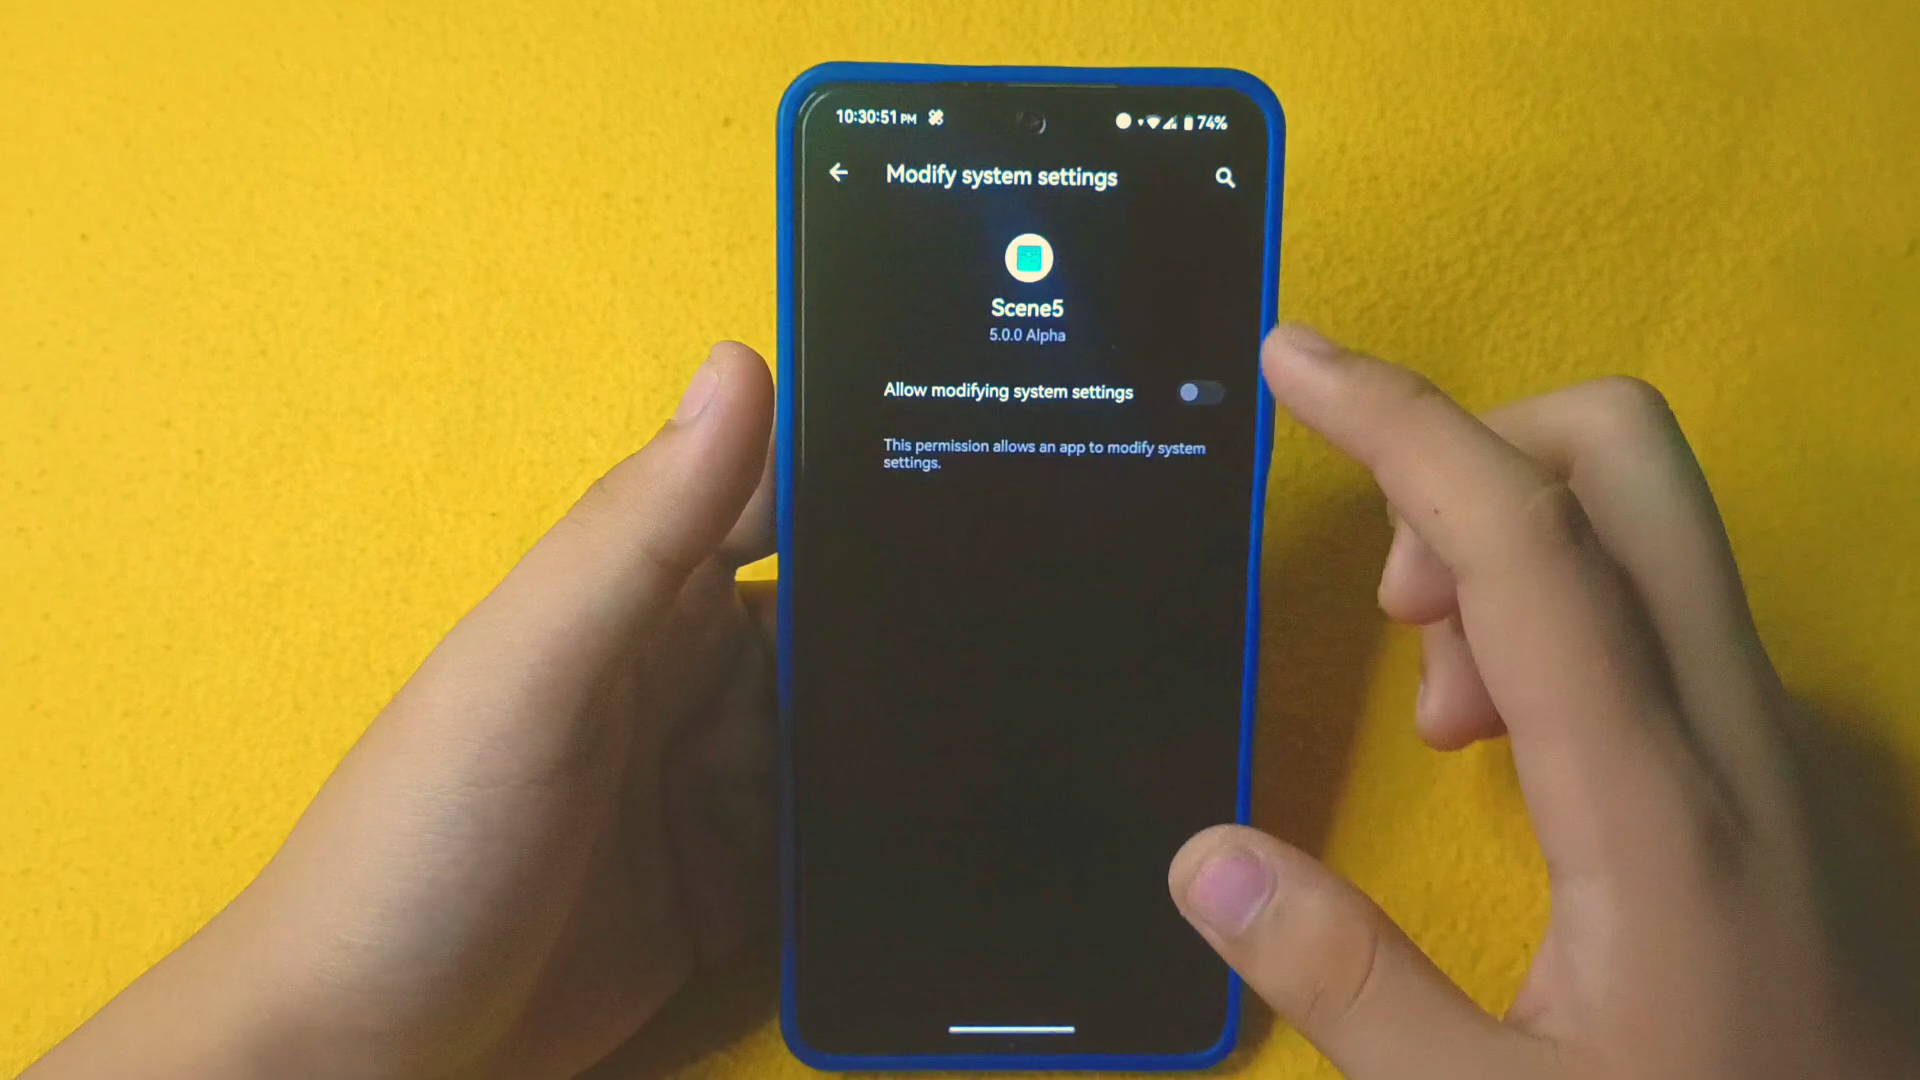 10:30:51 PM
74%
Modify system settings
Scene5
5.0.0 Alpha
Allow modifying system settings
This permission allows an app to modify system
settings.